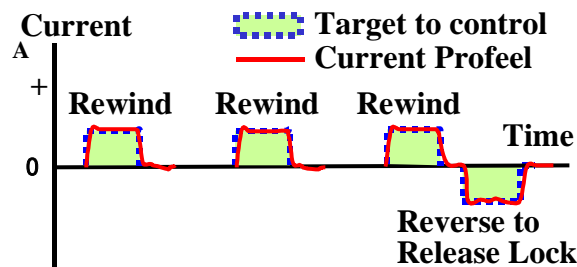 Current
Target to control
A
Current Profeel
+
Rewind
Rewind
Rewind
Time
0
Reverse to
Release Lock